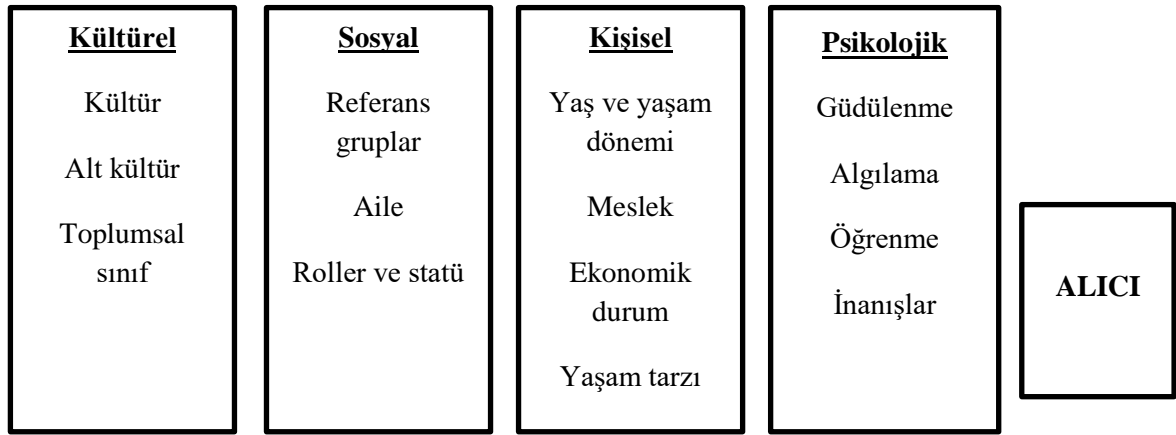 Kültürel
Kültür
Alt kültür
Toplumsal
sınıf
Sosyal
Referans
gruplar
Aile
Roller ve statü
Kişisel
Yaş ve yaşam
dönemi
Meslek
Ekonomik
durum
Yaşam tarzı
Psikolojik
Güdülenme
Algılama
Öğrenme
İnanışlar
ALICI